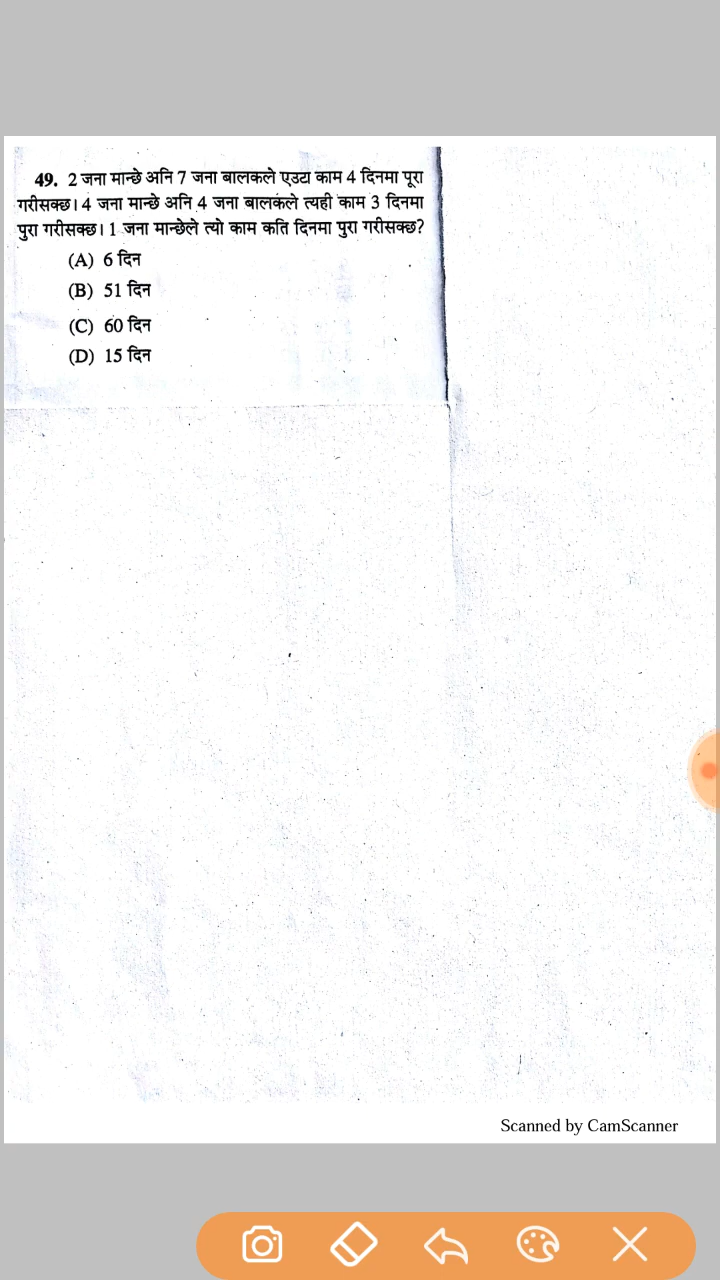 49. 2 जना मान्छे अनि 7 जना बालकले एउटा काम 4 दिनमा पूरा
गरीसक्छ। 4 जना मान्छे अनि 4 जना बालकले त्यही काम 3 दिनमा
पुरा गरीसक्छ। 1 जना मान्छेले त्यो काम कति दिनमा पुरा गरीसक्छ?
(A) 6 दिन
(B) 51 दिन
(C) 60 दिन
(D) 15 दिन
Scanned by CamScanner